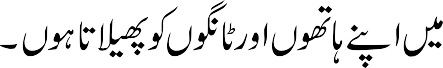 میں اپنے ہاتھوں اور ٹانگوں کو پھیلاتا ہوں ۔